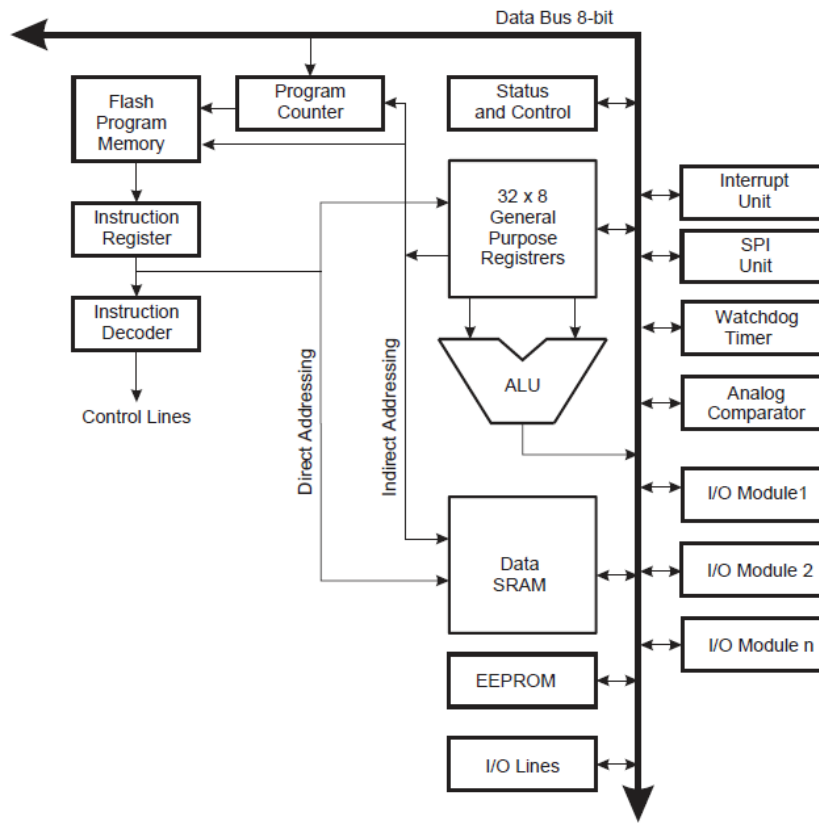 Data Bus 8-bit
Flash
Program
Memory
Program
Counter
Status
and Control
32 x 8
General
Purpose
Registrers
Interrupt
Unit
Instruction
Register
SPI
Unit
Instruction
Decoder
Watchdog
Timer
ALU
Analog
Comparator
Control Lines
Direct Addressing
Indirect Addressing
I/O Module1
Data
SRAM
I/O Module 2
I/O Module n
EEPROM
I/O Lines